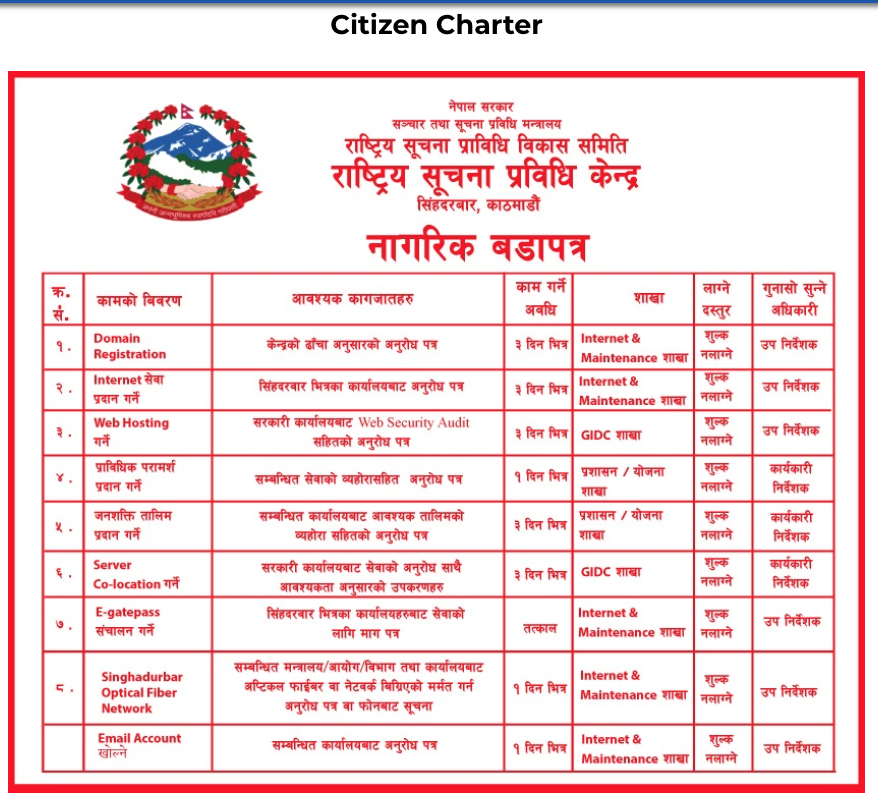 Citizen Charter
नेपाल सरकार
सञ्चार तथा सूचना प्रविधि मन्त्रालय
राष्ट्रिय सूचना प्राविधि विकास समिति
राष्ट्रिय सूचना प्रविधि केन्द्र
सिंहदरबार, काठमाडौं
नागरिक बडापत्र
क्र. सं. कामको बिबरण आवश्यक कागजातहरु काम गर्ने अवधि शाखा लाग्ने दस्तुर गुनासो सुन्ने अधिकारी
१ . Domain Registration केन्द्रको ढाँचा अनुसारको अनुरोध पत्र ३ दिन भित्र Internet & Maintenance शाखा शुल्क नलाग्ने उप निर्देशक
२ . Internet सेवा प्रदान गर्ने सिंहदरबार भित्रका कार्यालयबाट अनुरोध पत्र ३ दिन भित्र Internet & Maintenance शाखा शुल्क नलाग्ने उप निर्देशक
३ . Web Hosting गर्ने सरकारी कार्यालयबाट Web Security Audit सहितको अनुरोध पत्र ३ दिन भित्र GIDC शाखा शुल्क नलाग्ने उप निर्देशक
४ . प्राबिधिक परामर्श प्रदान गर्ने सम्बन्धित सेवाको व्यहोरासहित अनुरोध पत्र १ दिन भित्र प्रशासन / योजना शाखा शुल्क नलाग्ने कार्यकारी निर्देशक
५ . जनशक्ति तालिम प्रदान गर्ने सम्बन्धित कार्यालयबाट आवश्यक तालिमको व्यहोरा सहितको अनुरोध पत्र ३ दिन भित्र प्रशासन / योजना शाखा शुल्क नलाग्ने कार्यकारी निर्देशक
६ . Server Co-location गर्ने सरकारी कार्यालयबाट सेवाको अनुरोध साथै आवश्यकता अनुसारको उपकरणहरु ३ दिन भित्र GIDC शाखा शुल्क नलाग्ने कार्यकारी निर्देशक
७ . E-gatepass संचालन गर्ने सिंहदरबार भित्रका कार्यालयहरुबाट सेवाको लागि माग पत्र तत्काल Internet & Maintenance शाखा शुल्क नलाग्ने उप निर्देशक
८ . Singhadurbar Optical Fiber Network सम्बन्धित मन्त्रालय/आयोग/विभाग तथा कार्यालयबाट अप्टिकल फाईबर वा नेटवर्क बिग्रिएको मर्मत गर्न अनुरोध पत्र वा फोनबाट सूचना १ दिन भित्र Internet & Maintenance शाखा शुल्क नलाग्ने उप निर्देशक
Email Account खोल्ने सम्बन्धित कार्यालयबाट अनुरोध पत्र १ दिन भित्र Internet & Maintenance शाखा शुल्क नलाग्ने उप निर्देशक